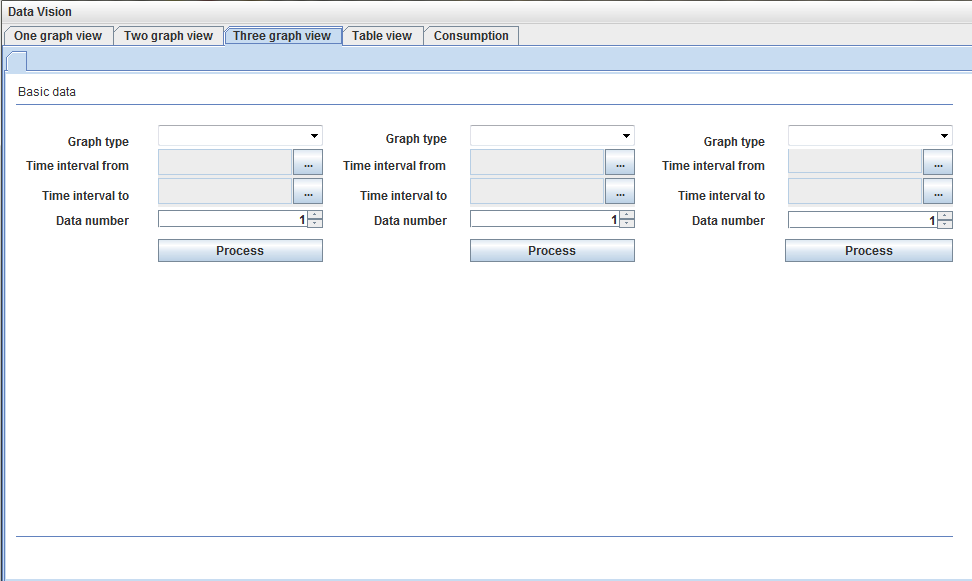 Data Vision
One graph view Two graph view Three graph view Table view Consumption
Basic data
Graph type Graph type Graph type
Time interval from ... Time interval from ... Time interval from ...
Time interval to ... Time interval to ... Time interval to ...
Data number 1 Data number 1 Data number 1
Process Process Process